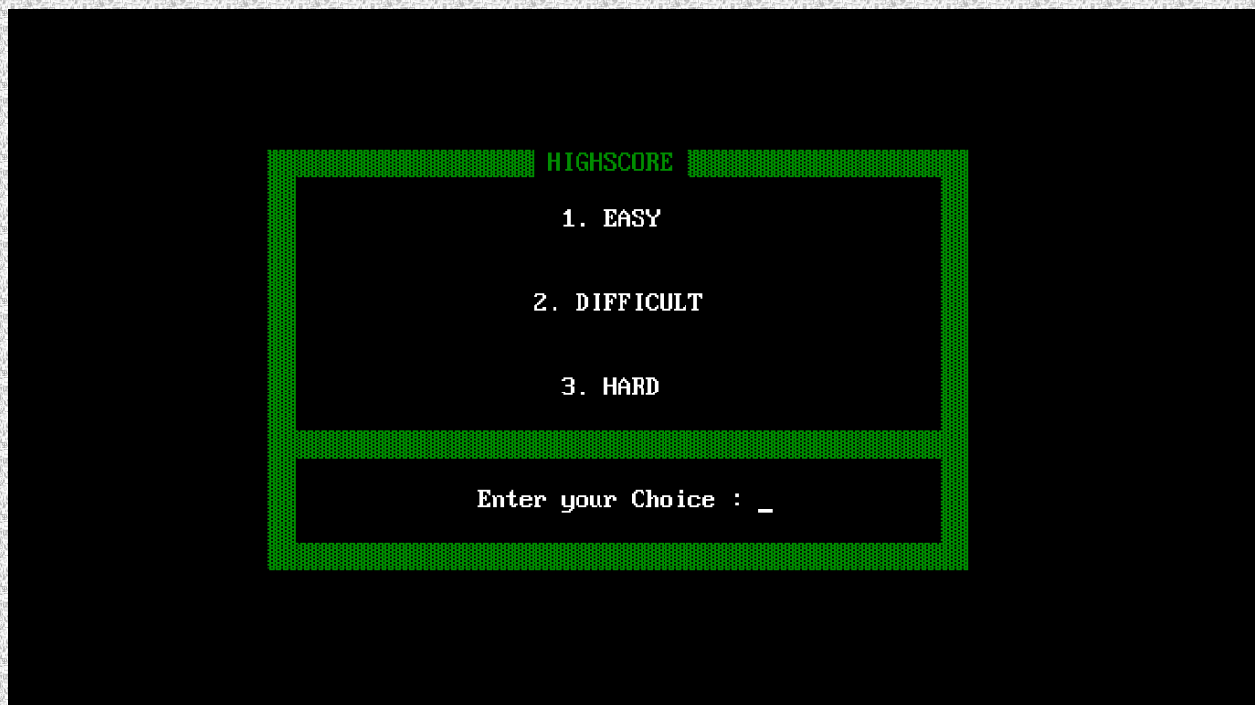 HIGHSCORE
1. EASY
2. DIFFICULT
3. HARD
Enter your Choice : _